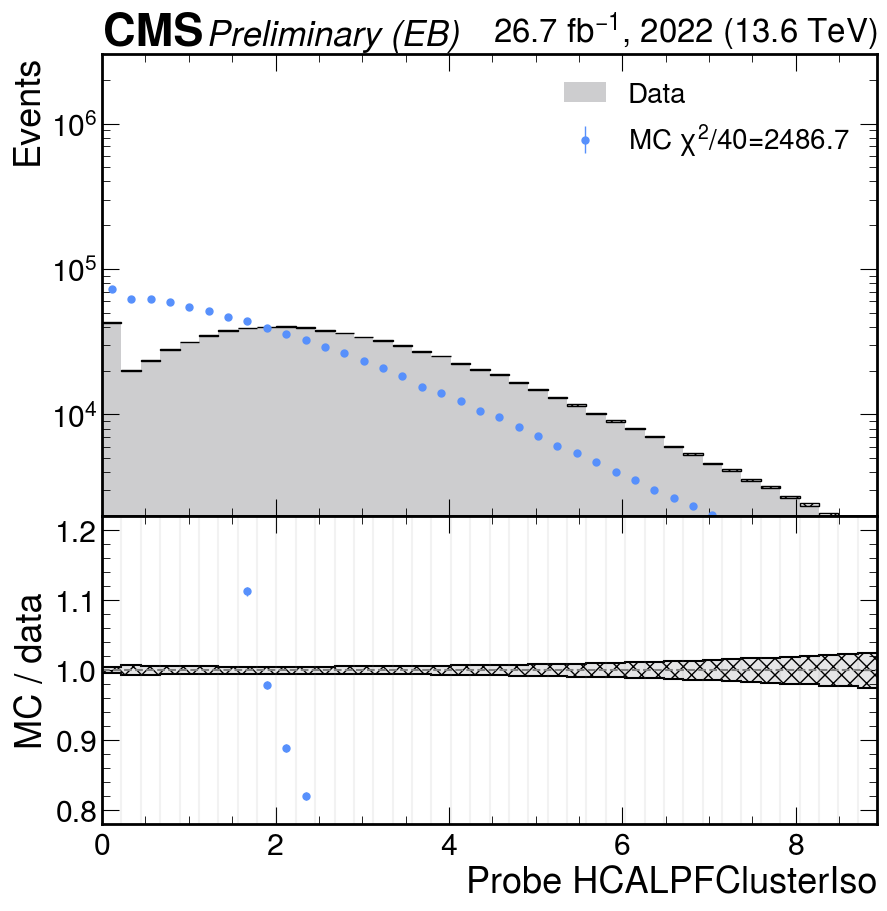 CMS Preliminary (EB) 26.7 fb⁻¹, 2022 (13.6 TeV)
Events
Data
MC χ²/40=2486.7
10⁶
10⁵
10⁴
MC / data
1.2
1.1
1.0
0.9
0.8
0 2 4 6 8
Probe HCALPFClusterIso